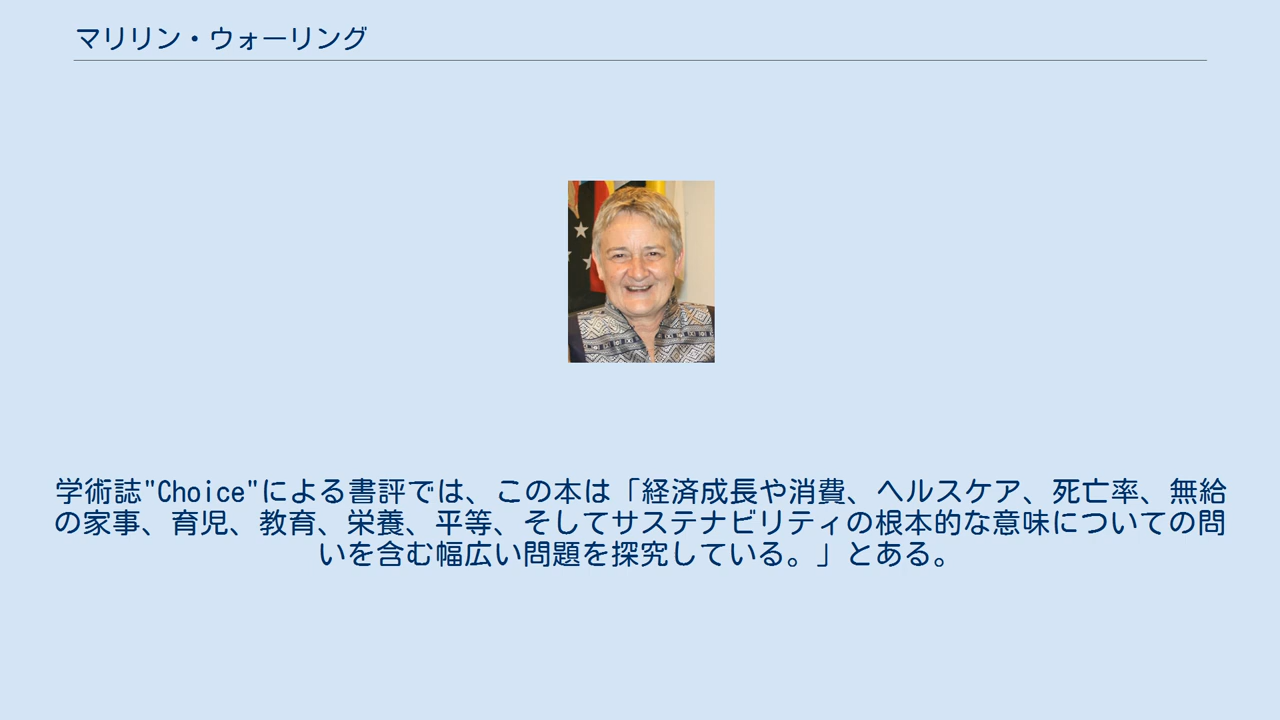 マリリン・ウォーリング
学術誌"Choice"による書評では、この本は「経済成長や消費、ヘルスケア、死亡率、無給
の家事、育児、教育、栄養、平等、そしてサステナビリティの根本的な意味についての問
いを含む幅広い問題を探究している。」とある。